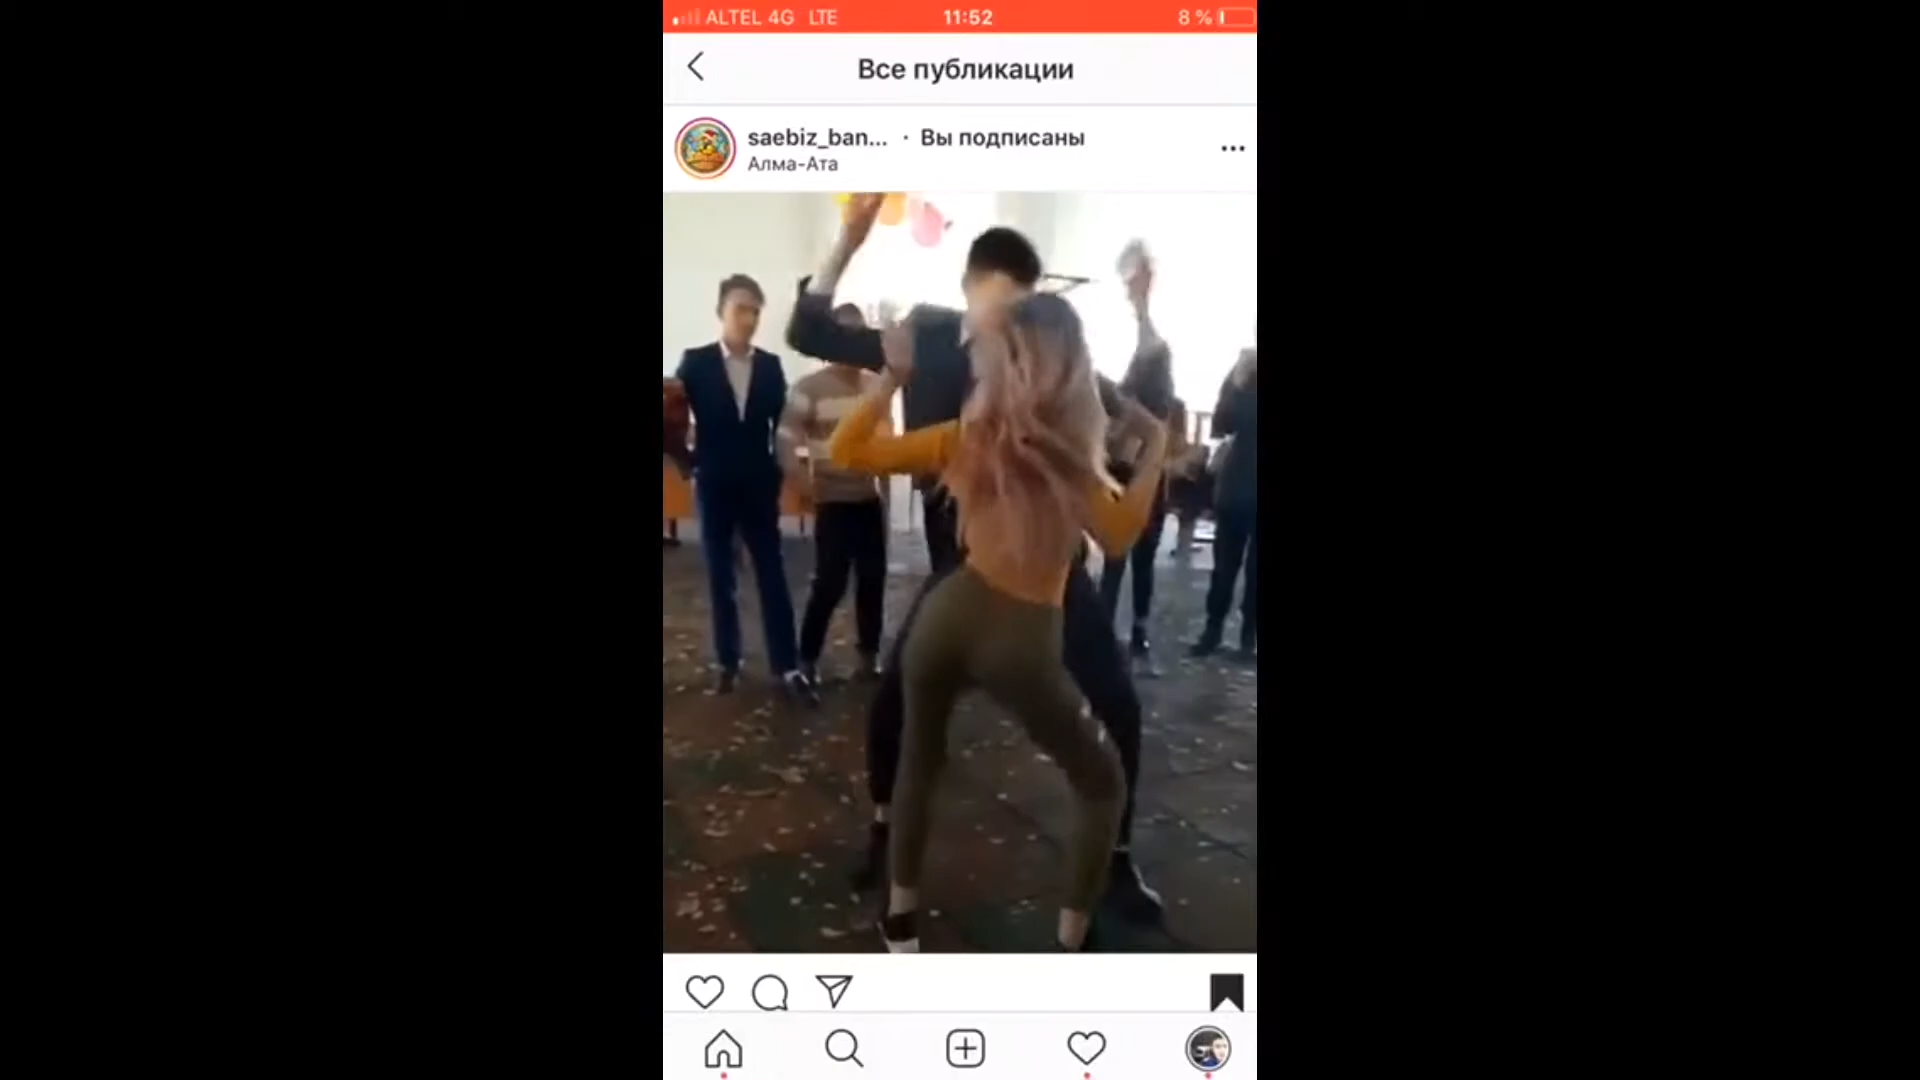 ALTEL 4G LTE 11:52 8 %
Все публикации
saebiz_ban... · Вы подписаны
Алма-Ата